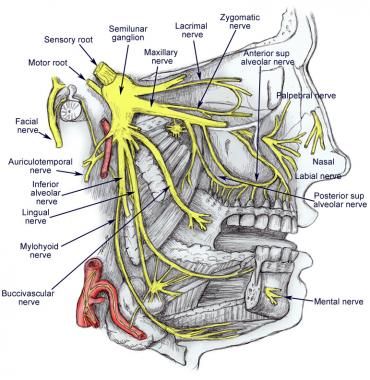 Zygomatic
nerve
Semilunar
ganglion
Lacrimal
nerve
Sensory root
Maxillary
nerve
Anterior sup
alveolar nerve
Motor root
Palpebral nerve
Facial
nerve
Nasal
Auriculotemporal
nerve
Labial nerve
Inferior
alveolar
nerve
Posterior sup
alveolar nerve
Lingual
nerve
Mylohyoid
nerve
Buccivascular
nerve
Mental nerve